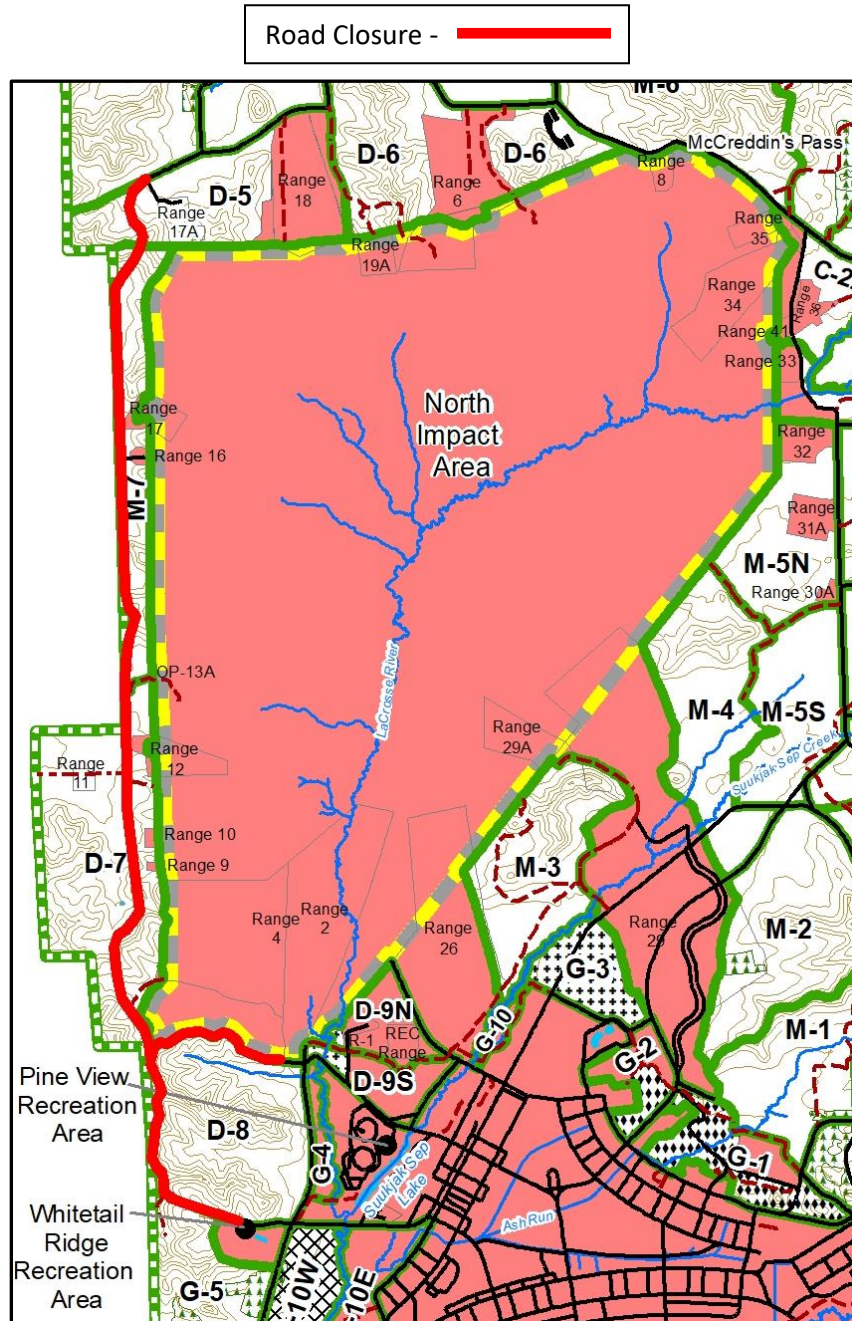 Road Closure -
M-6
McCreddin's Pass
D-6
D-6
D-5
Range
18
Range
6
Range
8
Range
17A
Range
35
Range
19A
C-2
Range
34
Range
36
Range 41
Range 33
North
Impact
Area
Range
17
Range 16
Range
32
M-7
Range
31A
M-5N
Range 30A
OP-13A
LaCrosse River
M-4
M-5S
Range
29A
Range
12
Range
11
Suukjak Sep Creek
Range 10
D-7
Range 9
M-3
Range
4
Range
2
Range
26
Range
29
M-2
G-3
D-9N
R-1
REC
Range
G-10
M-1
G-2
D-9S
Pine View
Recreation
Area
D-8
G-4
G-1
Suukjak Sep
Lake
Whitetail
Ridge
Recreation
Area
Ash Run
G-5
-10W
-10E